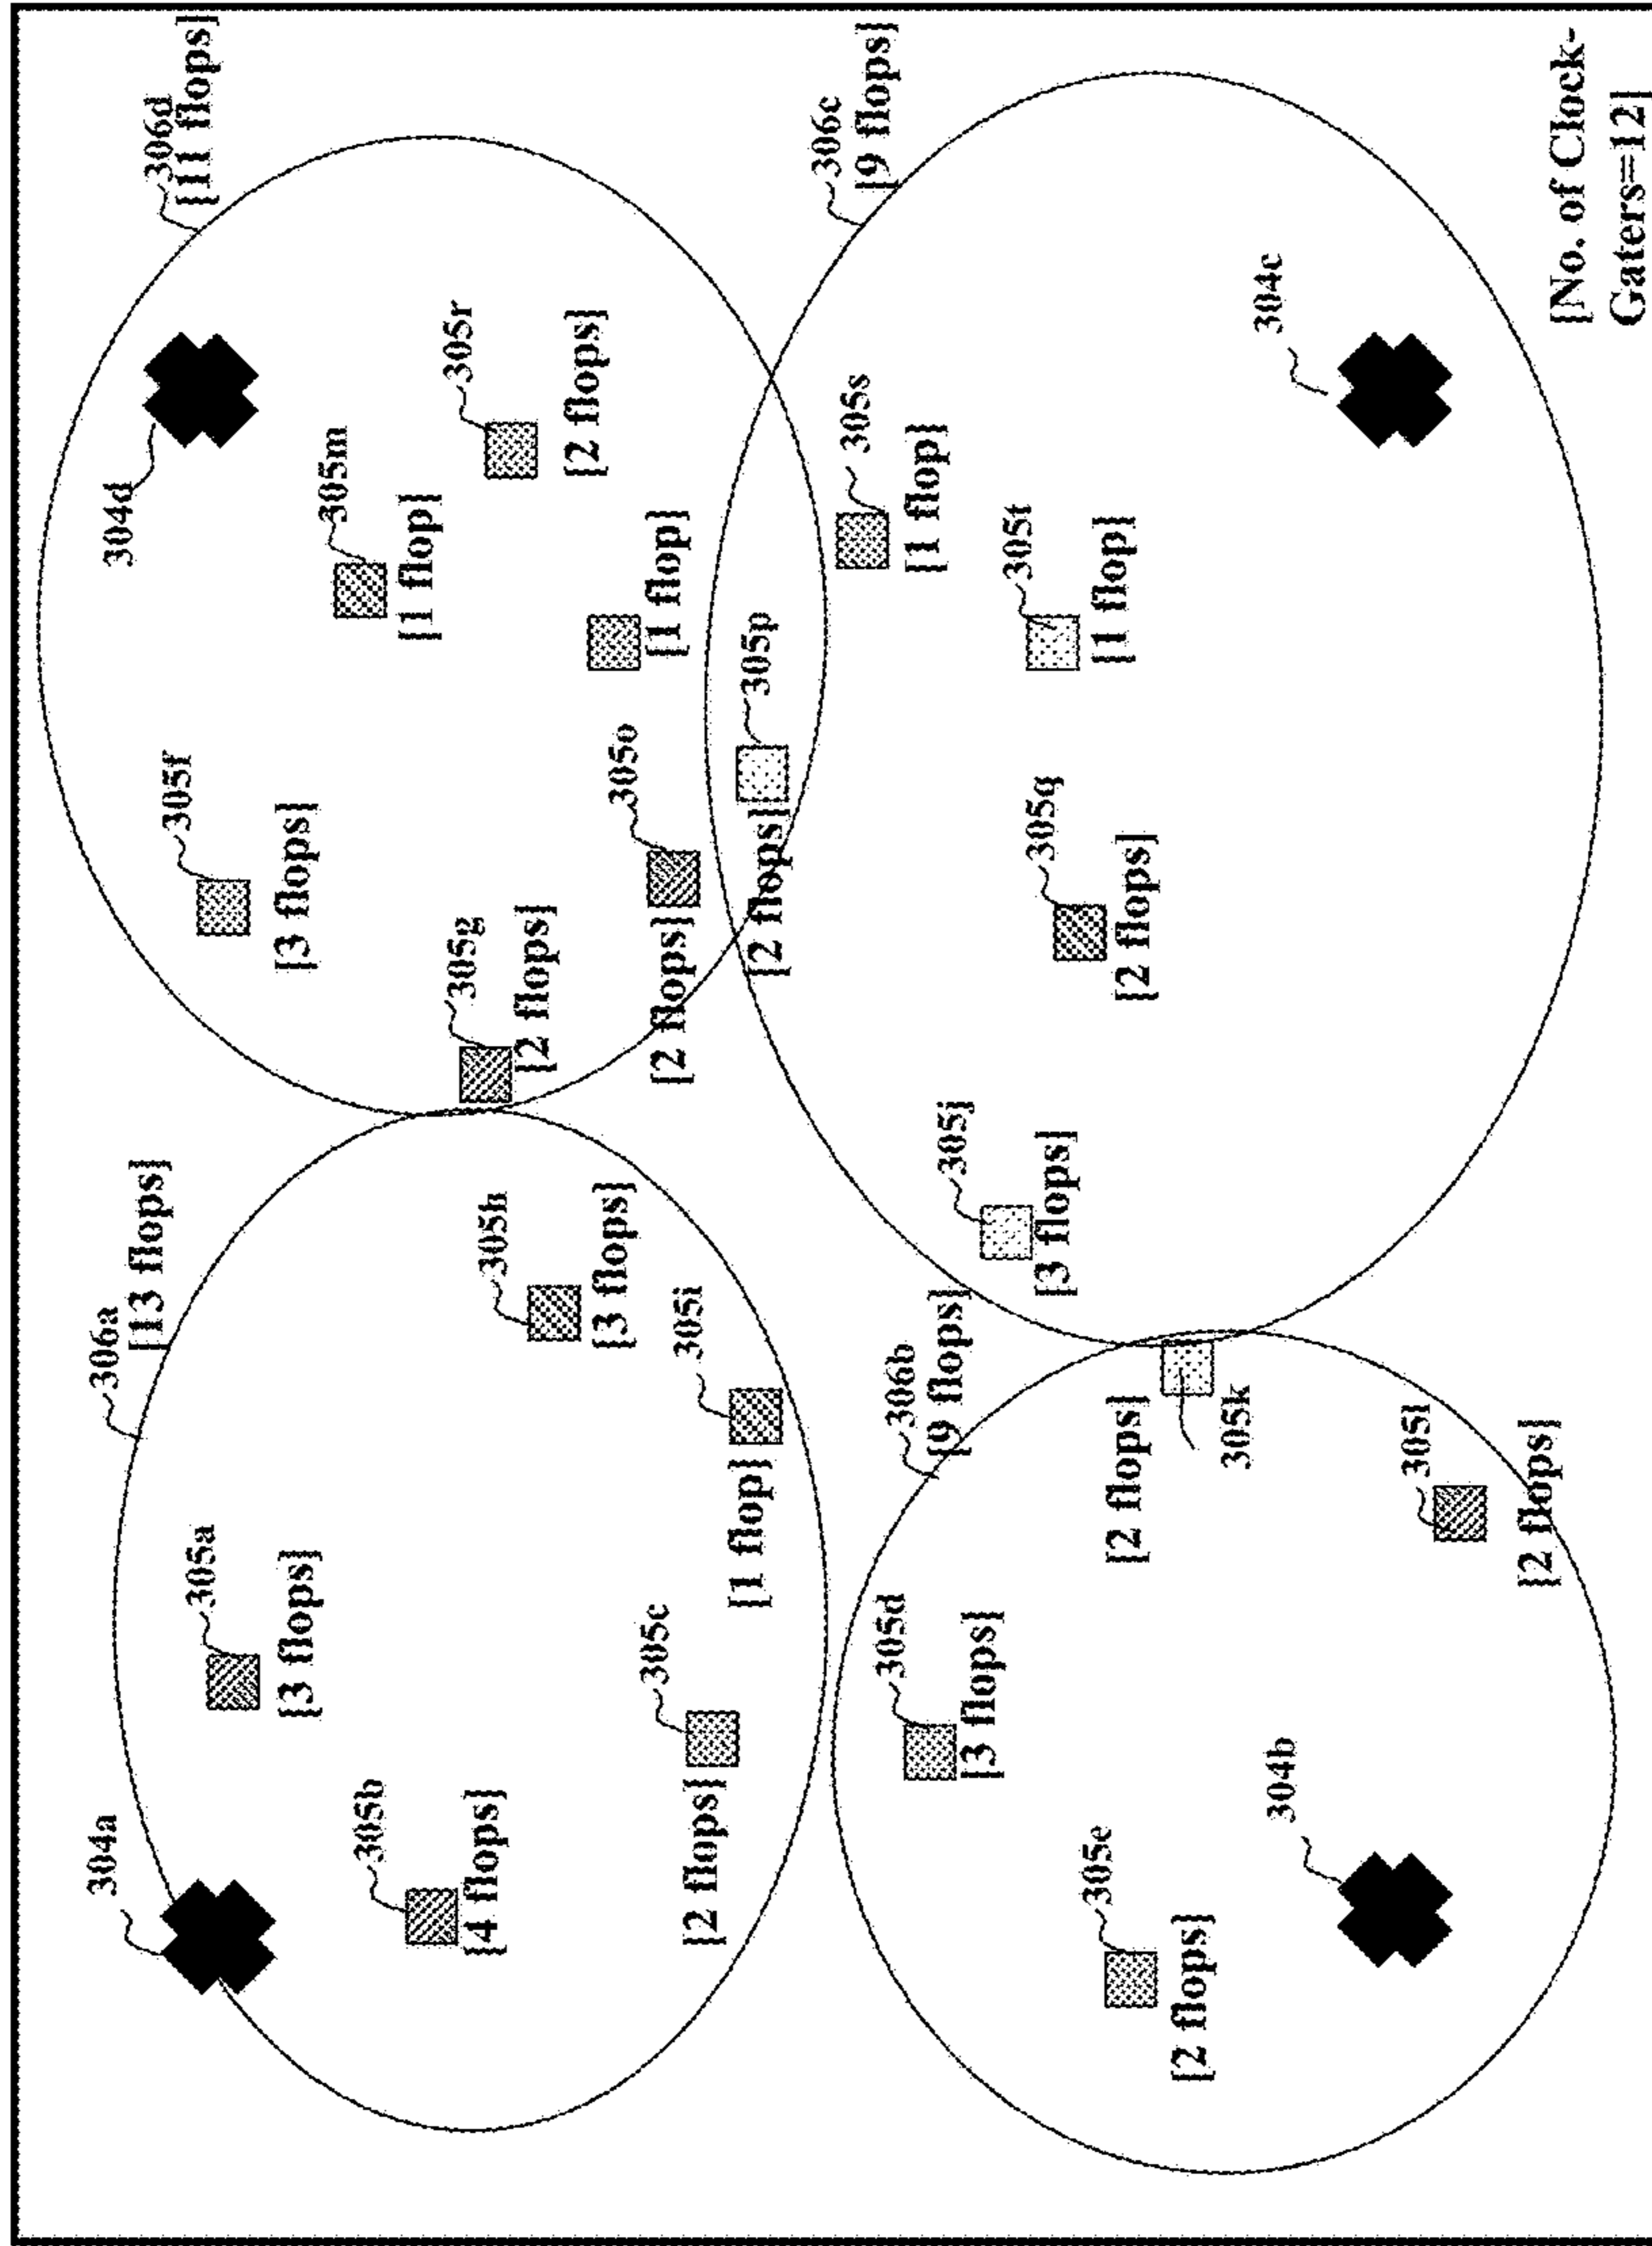 304a
306a
[13 flops]
305a
[3 flops]
305b
[4 flops]
305h
[3 flops]
305i
[1 flop]
305c
[2 flops]
306d
[11 flops]
304d
305f
[3 flops]
305m
[1 flop]
305r
[2 flops]
305g
[2 flops]
[1 flop]
305o
[2 flops]
305p
[2 flops]
306b
[9 flops]
305d
[3 flops]
305e
[2 flops]
305k
[2 flops]
305l
[2 flops]
304b
306c
[9 flops]
305s
[1 flop]
305j
[3 flops]
305q
[2 flops]
305t
[1 flop]
304c
[No. of Clock-
Gaters=12]